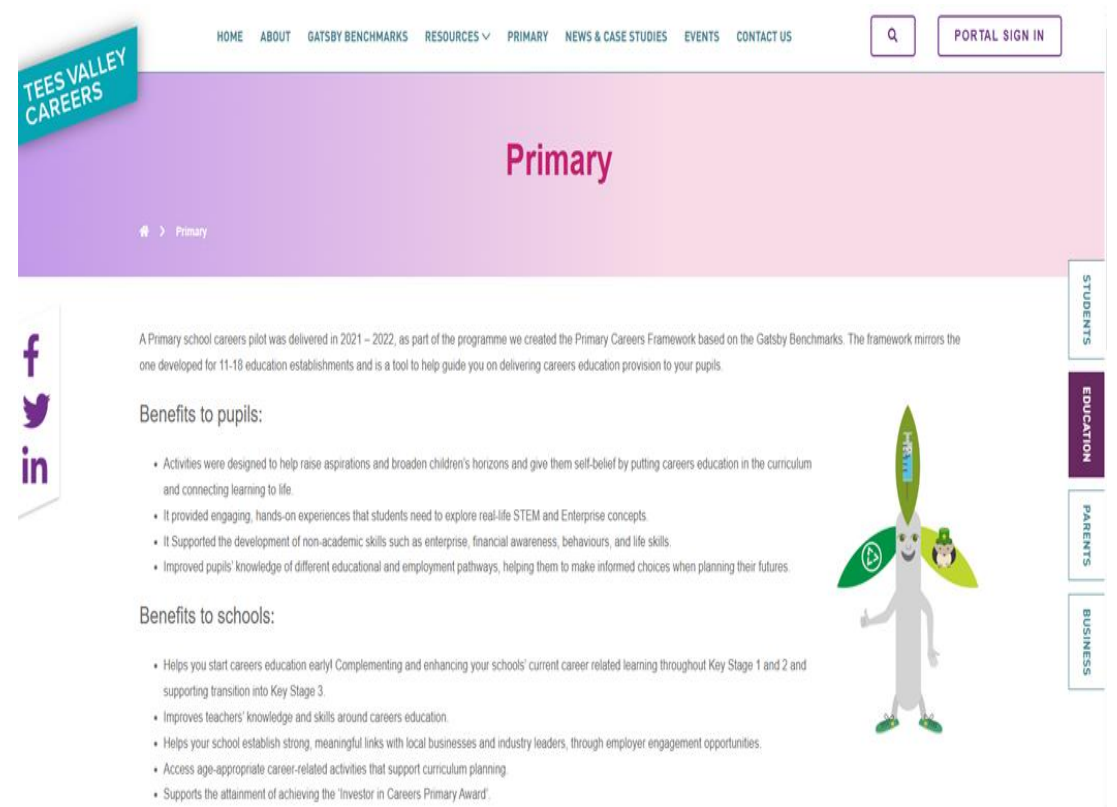 HOME ABOUT GATSBY BENCHMARKS RESOURCES PRIMARY NEWS & CASE STUDIES EVENTS CONTACT US PORTAL SIGN IN
TEES VALLEY
CAREERS
Primary
Primary
A Primary school careers pilot was delivered in 2021 – 2022, as part of the programme we created the Primary Careers Framework based on the Gatsby Benchmarks. The framework mirrors the
one developed for 11-18 education establishments and is a tool to help guide you on delivering careers education provision to your pupils.
Benefits to pupils:
• Activities were designed to help raise aspirations and broaden children's horizons and give them self-belief by putting careers education in the curriculum
and connecting learning to life.
• It provided engaging, hands-on experiences that students need to explore real-life STEM and Enterprise concepts.
• It Supported the development of non-academic skills such as enterprise, financial awareness, behaviours, and life skills.
• Improved pupils' knowledge of different educational and employment pathways, helping them to make informed choices when planning their futures.
Benefits to schools:
• Helps you start careers education early! Complementing and enhancing your schools' current career related learning throughout Key Stage 1 and 2 and
supporting transition into Key Stage 3.
• Improves teachers' knowledge and skills around careers education.
• Helps your school establish strong, meaningful links with local businesses and industry leaders, through employer engagement opportunities.
• Access age-appropriate career-related activities that support curriculum planning.
• Supports the attainment of achieving the 'Investor in Careers Primary Award'.
STUDENTS
EDUCATION
PARENTS
BUSINESS